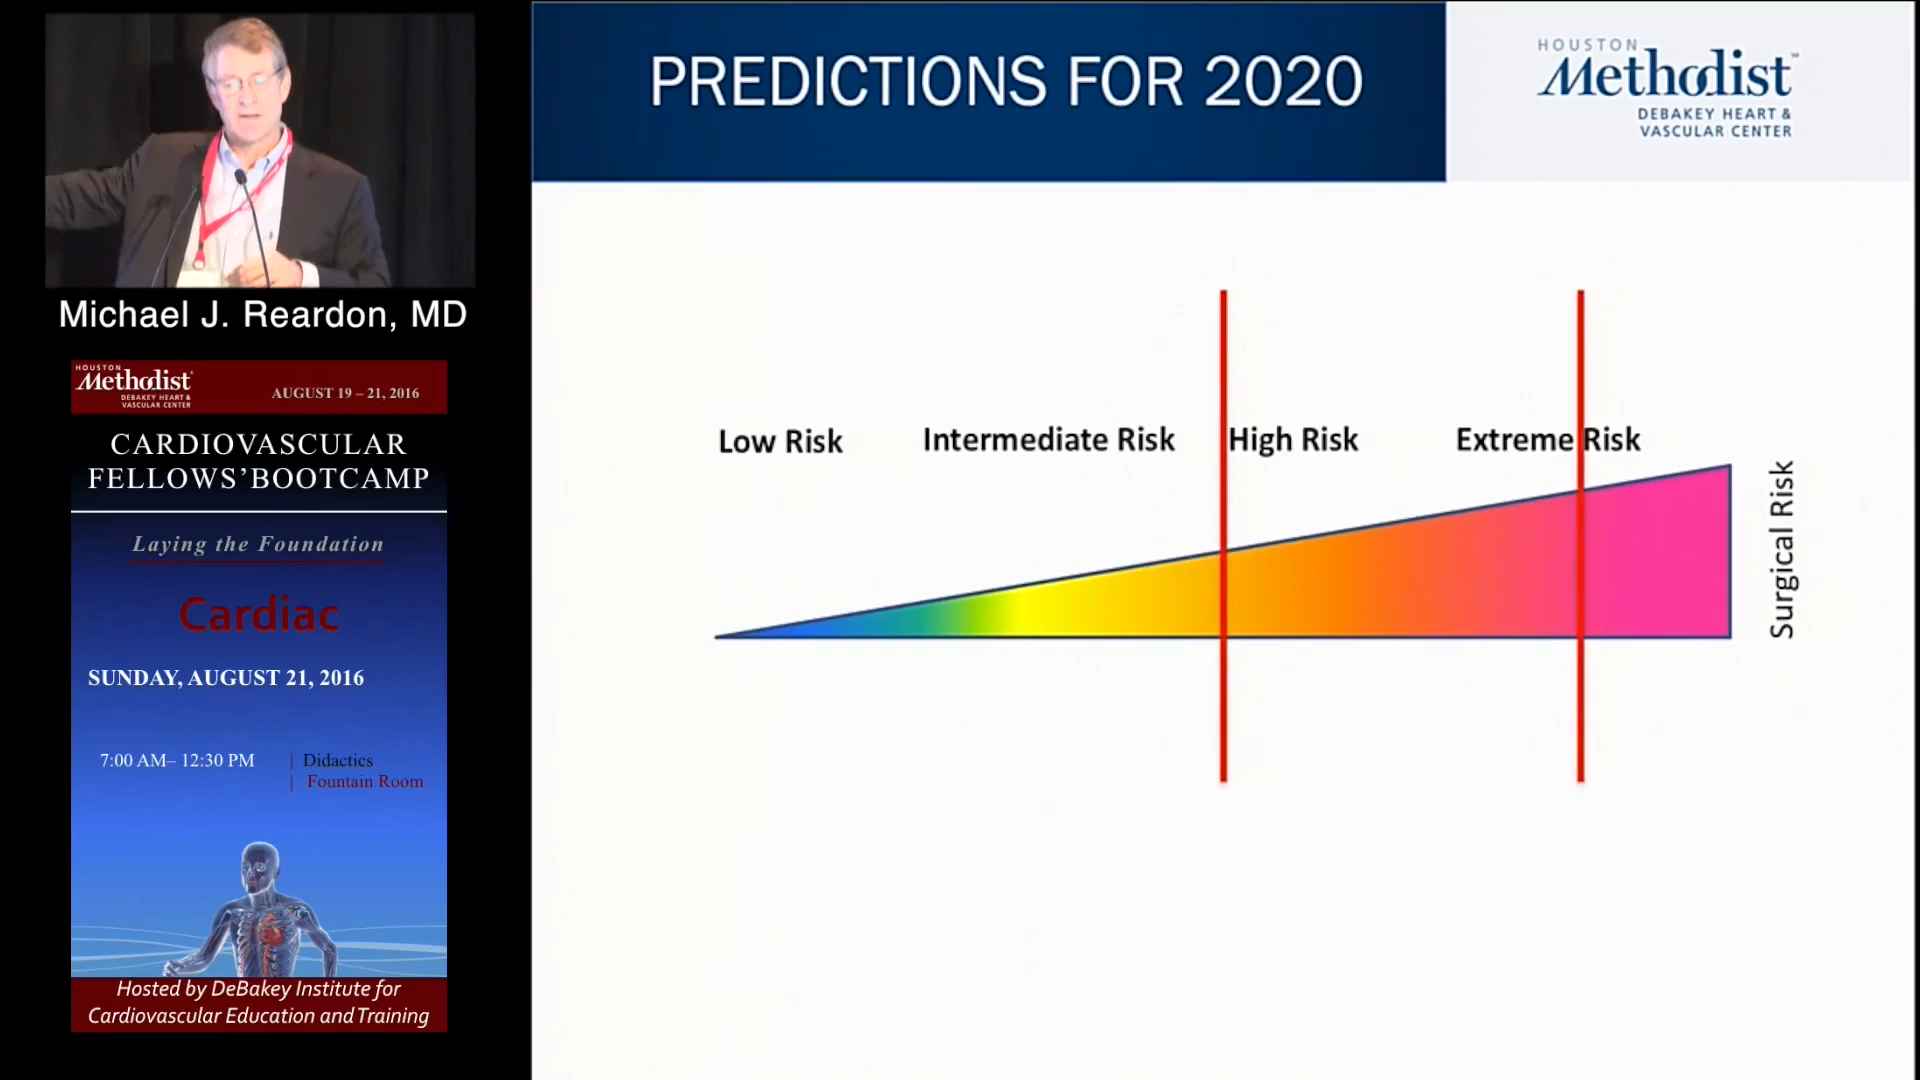 PREDICTIONS FOR 2020
HOUSTON
Methodist
DEBAKEY HEART &
VASCULAR CENTER
Michael J. Reardon, MD
HOUSTON
Methodist
DEBAKEY HEART &
VASCULAR CENTER
AUGUST 19 – 21, 2016
CARDIOVASCULAR
FELLOWS’BOOTCAMP
Laying the Foundation
Cardiac
SUNDAY, AUGUST 21, 2016
7:00 AM– 12:30 PM | Didactics
| Fountain Room
Hosted by DeBakey Institute for
Cardiovascular Education and Training
Low Risk Intermediate Risk High Risk Extreme Risk
Surgical Risk